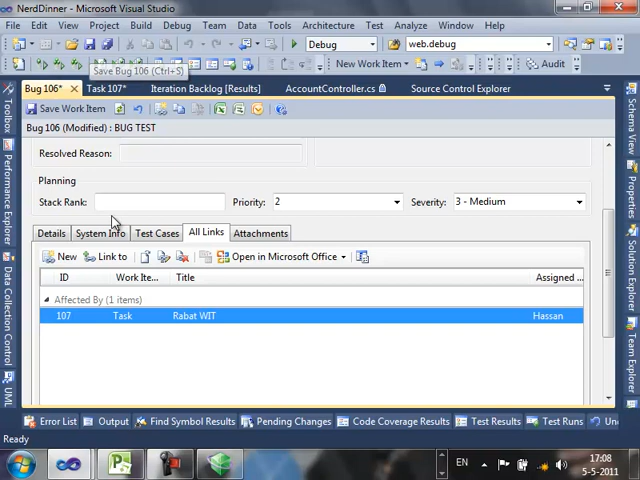 NerdDinner - Microsoft Visual Studio
File Edit View Project Build Debug Team Data Tools Architecture Test Analyze Window Help
Debug web.debug
New Work Item Audit
Save Bug 106 (Ctrl+S)
Bug 106* Task 107* Iteration Backlog [Results] AccountController.cs Source Control Explorer
Save Work Item
Bug 106 (Modified) : BUG TEST
Resolved Reason:
Planning
Stack Rank: Priority: 2 Severity: 3 - Medium
Details System Info Test Cases All Links Attachments
New Link to Open in Microsoft Office
ID Work Ite... Title Assigned ...
Affected By (1 items)
107 Task Rabat WIT Hassan
Toolbox
Performance Explorer
Data Collection Control
UML
Schema View
Properties
Solution Explorer
Team Explorer
Error List Output Find Symbol Results Pending Changes Code Coverage Results Test Results Test Runs
Ready
EN 17:08
5-5-2011